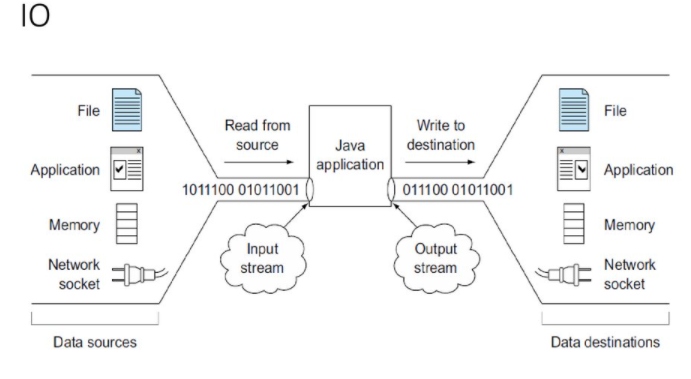 IO
File
Application
Memory
Network
socket
Data sources
Read from
source
1011100 01011001
Input
stream
Java
application
Write to
destination
011100 01011001
Output
stream
File
Application
Memory
Network
socket
Data destinations